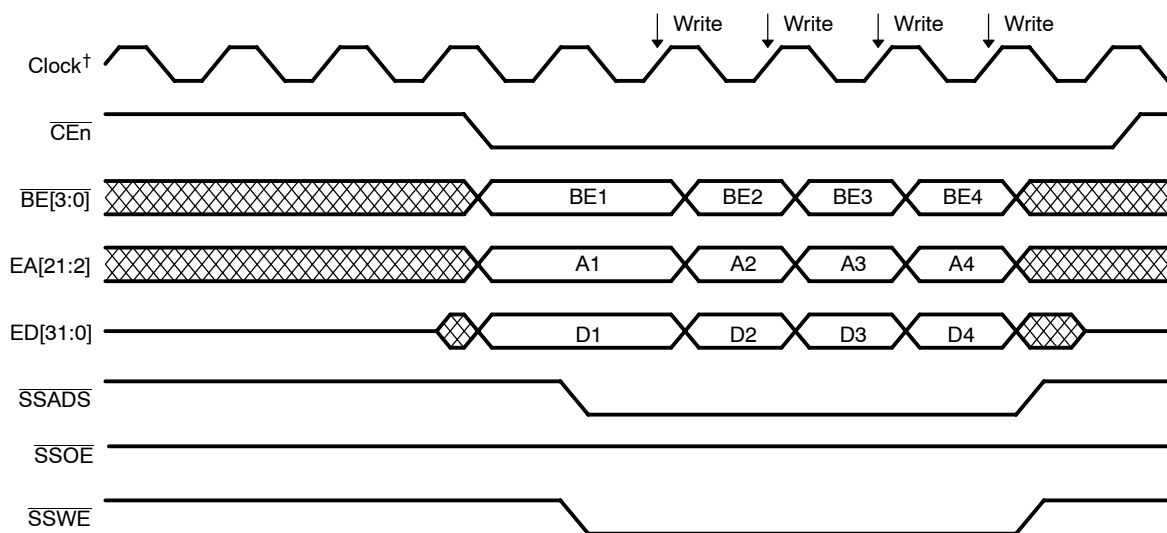 Write Write Write Write
Clock†
CEn
BE[3:0] BE1 BE2 BE3 BE4
EA[21:2] A1 A2 A3 A4
ED[31:0] D1 D2 D3 D4
SSADS
SSOE
SSWE